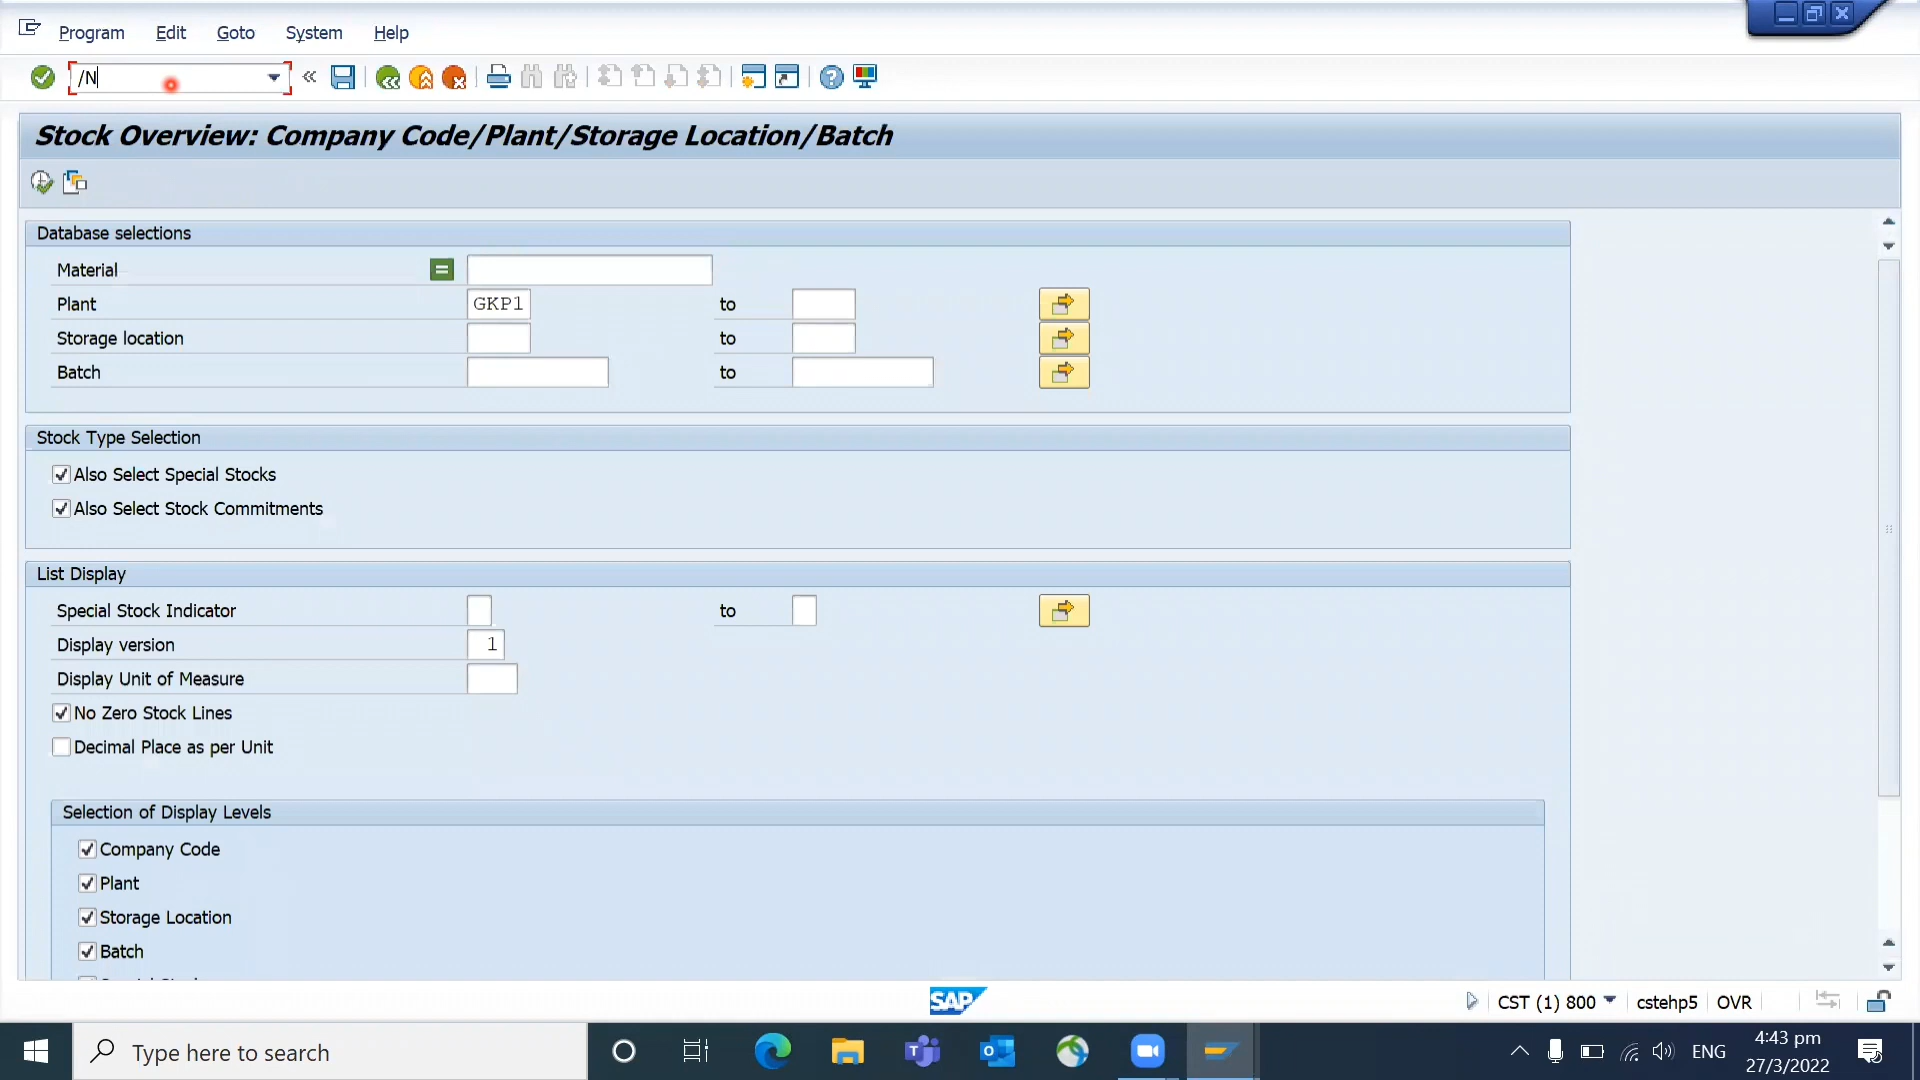 Program Edit Goto System Help
/N
Stock Overview: Company Code/Plant/Storage Location/Batch
Database selections
Material
Plant GKP1 to
Storage location to
Batch to
Stock Type Selection
Also Select Special Stocks
Also Select Stock Commitments
List Display
Special Stock Indicator to
Display version 1
Display Unit of Measure
No Zero Stock Lines
Decimal Place as per Unit
Selection of Display Levels
Company Code
Plant
Storage Location
Batch
SAP CST (1) 800 cstehp5 OVR
Type here to search ENG 4:43 pm
27/3/2022